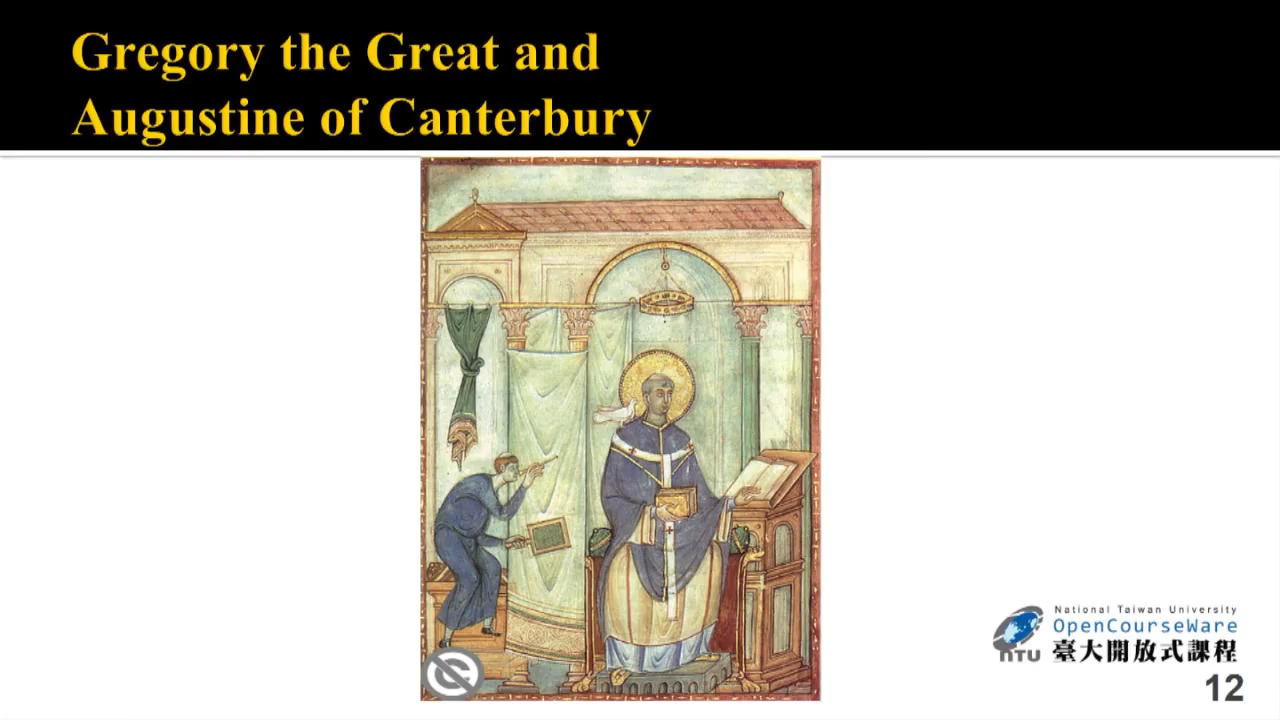 Gregory the Great and
Augustine of Canterbury
National Taiwan University
OpenCourseWare
NTU 臺大開放式課程
12